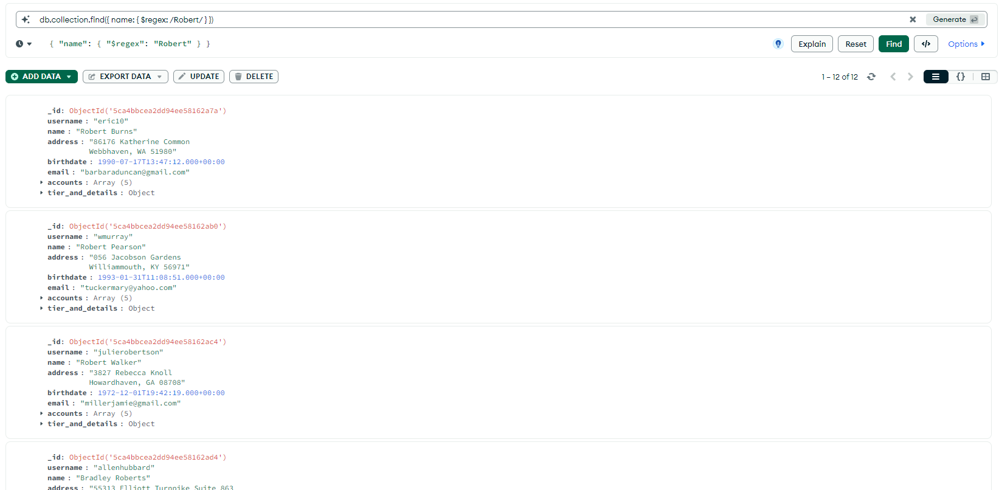 db.collection.find({ name: { $regex: /Robert/ } })
Generate
{ "name": { "$regex": "Robert" } }
Explain Reset Find </> Options
ADD DATA EXPORT DATA UPDATE DELETE
1 – 12 of 12
_id: ObjectId('5ca4bbcea2dd94ee58162a7a')
username : "eric10"
name : "Robert Burns"
address : "86176 Katherine Common
Webbhaven, WA 51980"
birthdate : 1990-07-17T13:47:12.000+00:00
email : "barbaraduncan@gmail.com"
accounts : Array (5)
tier_and_details : Object
_id: ObjectId('5ca4bbcea2dd94ee58162ab0')
username : "wmurray"
name : "Robert Pearson"
address : "056 Jacobson Gardens
Williammouth, KY 56971"
birthdate : 1993-01-31T11:08:51.000+00:00
email : "tuckermary@yahoo.com"
accounts : Array (5)
tier_and_details : Object
_id: ObjectId('5ca4bbcea2dd94ee58162ac4')
username : "julierobertson"
name : "Robert Walker"
address : "3827 Rebecca Knoll
Howardhaven, GA 08708"
birthdate : 1972-12-01T19:42:19.000+00:00
email : "millerjamie@gmail.com"
accounts : Array (5)
tier_and_details : Object
_id: ObjectId('5ca4bbcea2dd94ee58162ad4')
username : "allenhubbard"
name : "Bradley Roberts"
address : "55313 Elliott Turnpike Suite 863